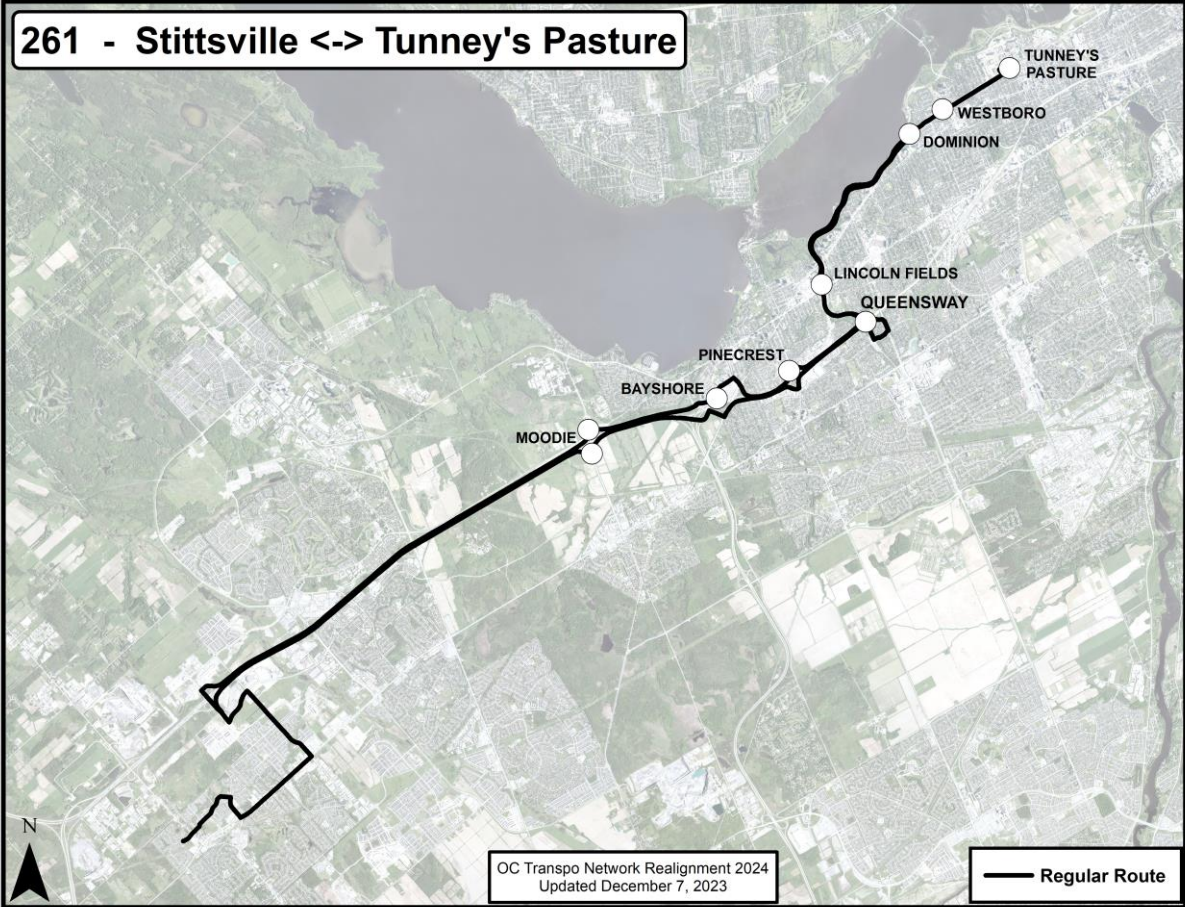 261 - Stittsville <-> Tunney's Pasture
TUNNEY'S
PASTURE
WESTBORO
DOMINION
LINCOLN FIELDS
QUEENSWAY
PINECREST
BAYSHORE
MOODIE
N
OC Transpo Network Realignment 2024
Updated December 7, 2023
Regular Route